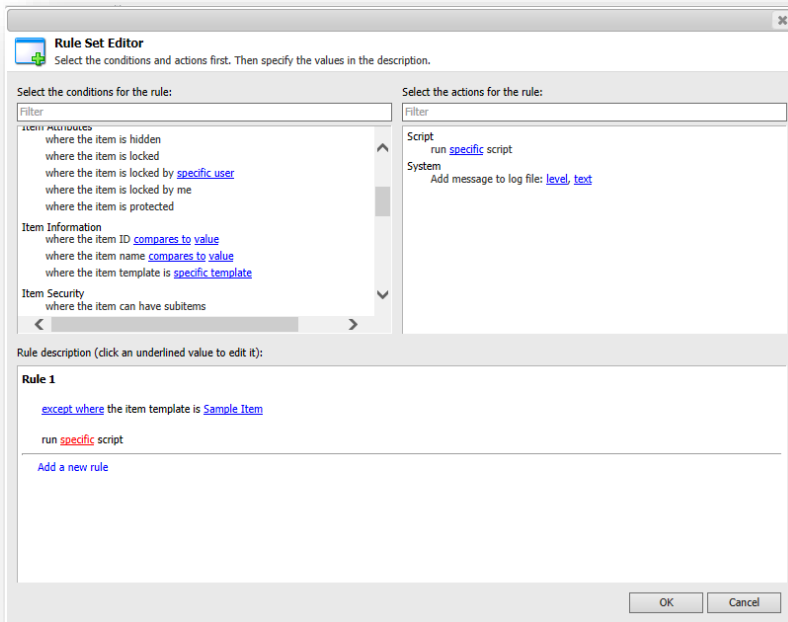 Rule Set Editor
Select the conditions and actions first. Then specify the values in the description.
Select the conditions for the rule:
Filter
Item Attributes
where the item is hidden
where the item is locked
where the item is locked by specific user
where the item is locked by me
where the item is protected
Item Information
where the item ID compares to value
where the item name compares to value
where the item template is specific template
Item Security
where the item can have subitems
Select the actions for the rule:
Filter
Script
run specific script
System
Add message to log file: level, text
Rule description (click an underlined value to edit it):
Rule 1
except where the item template is Sample Item
run specific script
Add a new rule
OK
Cancel